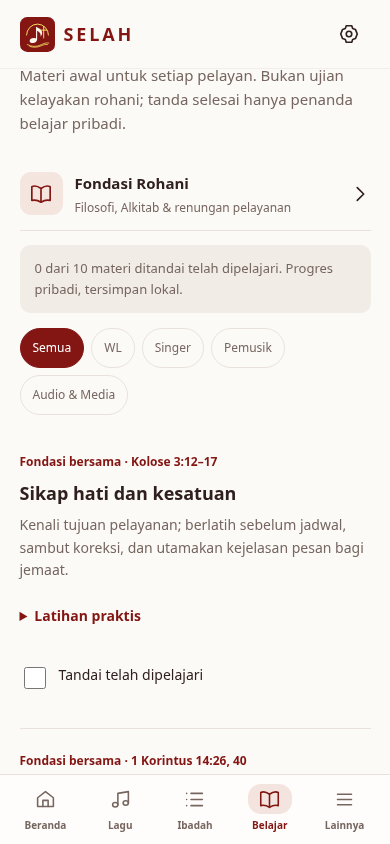 SELAH
Materi awal untuk setiap pelayan. Bukan ujian
kelayakan rohani; tanda selesai hanya penanda
belajar pribadi.
Fondasi Rohani
Filosofi, Alkitab & renungan pelayanan
0 dari 10 materi ditandai telah dipelajari. Progres
pribadi, tersimpan lokal.
Semua
WL
Singer
Pemusik
Audio & Media
Fondasi bersama · Kolose 3:12–17
Sikap hati dan kesatuan
Kenali tujuan pelayanan; berlatih sebelum jadwal,
sambut koreksi, dan utamakan kejelasan pesan bagi
jemaat.
Latihan praktis
Tandai telah dipelajari
Fondasi bersama · 1 Korintus 14:26, 40
Beranda
Lagu
Ibadah
Belajar
Lainnya